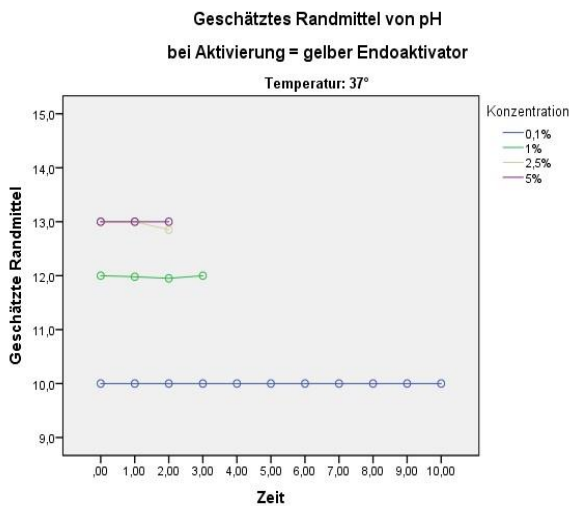 Geschätztes Randmittel von pH
bei Aktivierung = gelber Endoaktivator
Temperatur: 37°
Konzentration
0,1%
1%
2,5%
5%
Geschätzte Randmittel
15,0
14,0
13,0
12,0
11,0
10,0
9,0
,00 1,00 2,00 3,00 4,00 5,00 6,00 7,00 8,00 9,00 10,00
Zeit